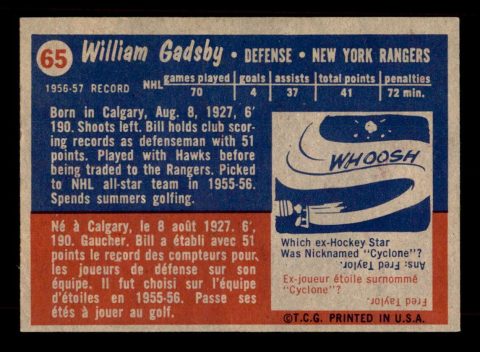 65 William Gadsby • DEFENSE • NEW YORK RANGERS
games played goals assists total points penalties
1956-57 RECORD NHL 70 4 37 41 72 min.
Born in Calgary, Aug. 8, 1927, 6′
190. Shoots left. Bill holds club scor-
ing records as defenseman with 51
points. Played with Hawks before
being traded to the Rangers. Picked
to NHL all-star team in 1955-56.
Spends summers golfing.
Né à Calgary, le 8 août 1927. 6′
190. Gaucher. Bill a établi avec 51
points le record des compteurs pour
les joueurs de défense sur son
équipe. Il fut choisi sur l'équipe
d'étoiles en 1955-56. Passe ses
étés à jouer au golf.
WHOOSH
Which ex-Hockey Star
Was Nicknamed "Cyclone"?
Ans: Fred Taylor.
Ex-joueur étoile surnommé
"Cyclone"?
Fred Taylor.
©T.C.G. PRINTED IN U.S.A.